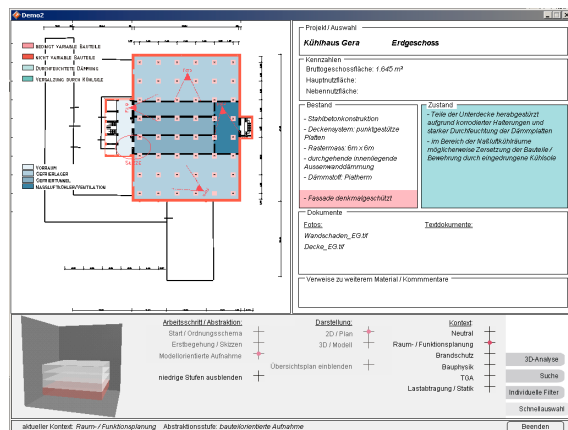 Demo2
BEDINGT VARIABLE BAUTEILE
NICHT VARIABLE BAUTEILE
DURCHFEUCHTETE DÄMMUNG
VERSALZUNG DURCH KÜHLSOLE
VORRAUM
GEFRIERLAGER
GEFRIERTUNNEL
NASSLUFTKÜHLER/VENTILATION
Projekt / Auswahl
Kühlhaus Gera Erdgeschoss
Kennzahlen
Bruttogeschossfläche: 1.645 m²
Hauptnutzfläche:
Nebennutzfläche:
Bestand
- Stahlbetonkonstruktion
- Deckensystem: punktgestützte
Platten
- Rastermass: 6m x 6m
- durchgehende innenliegende
Aussenwanddämmung
- Dämmstoff: Piatherm
- Fassade denkmalgeschützt
Zustand
- Teile der Unterdecke herabgestürzt
aufgrund korrodierter Halterungen und
starker Durchfeuchtung der Dämmplatten
- im Bereich der Naßluftkühlräume
möglicherweise Zersetzung der Bauteile /
Bewehrung durch eingedrungene Kühlsole
Dokumente
Fotos:
Textdokumente:
Wandschaden_EG.tif
Decke_EG.tif
Verweise zu weiterem Material / Kommmentare
Arbeitsschritt / Abstraktion:
Start / Ordnungsschema
Erstbegehung / Skizzen
Modellorientierte Aufnahme
niedrige Stufen ausblenden
Darstellung:
2D / Plan
3D / Modell
Übersichtsplan einblenden
Kontext:
Neutral
Raum- / Funktionsplanung
Brandschutz
Bauphysik
TGA
Lastabtragung / Statik
3D-Analyse
Suche
Individuelle Filter
Schnellauswahl
aktueller Kontext: Raum- / Funktionsplanung Abstraktionsstufe: bauteilorientierte Aufnahme
Beenden